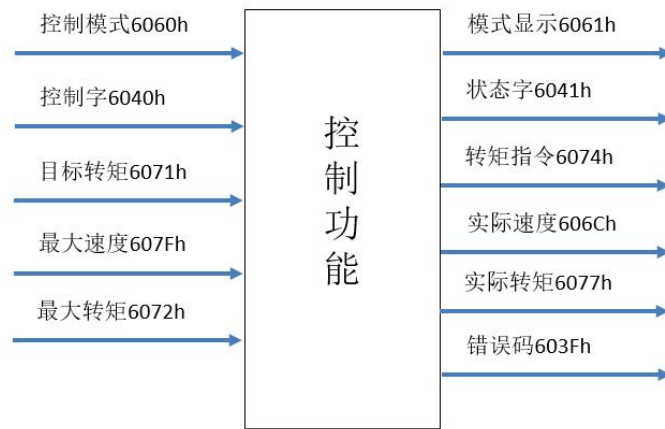 控制模式6060h
控制字6040h
目标转矩6071h
最大速度607Fh
最大转矩6072h
控制功能
模式显示6061h
状态字6041h
转矩指令6074h
实际速度606Ch
实际转矩6077h
错误码603Fh